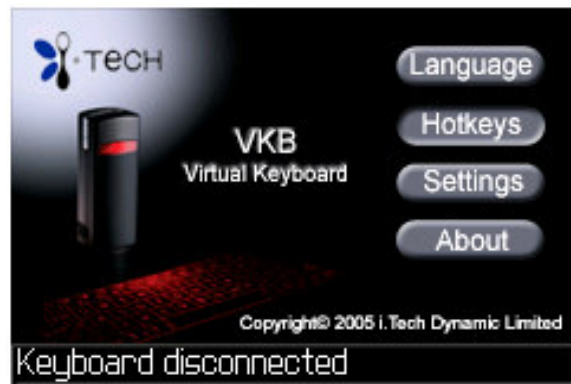 i.TECH
Language
Hotkeys
VKB
Virtual Keyboard
Settings
About
Copyright© 2005 i.Tech Dynamic Limited
Keyboard disconnected